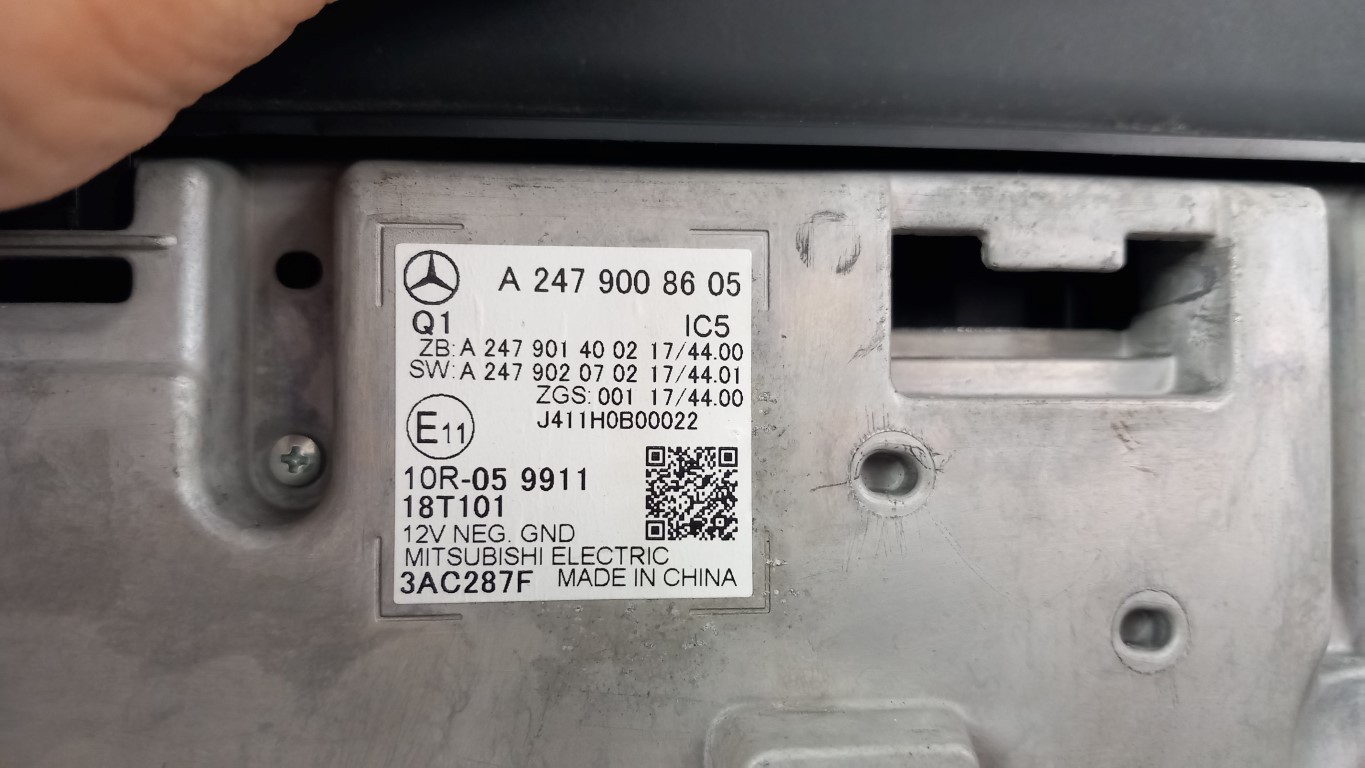 A 247 900 86 05
Q1 IC5
ZB: A 247 901 40 02 17/44.00
SW: A 247 902 07 02 17/44.01
ZGS: 001 17/44.00
J411H0B00022
E11
10R-05 9911
18T101
12V NEG. GND
MITSUBISHI ELECTRIC
3AC287F MADE IN CHINA